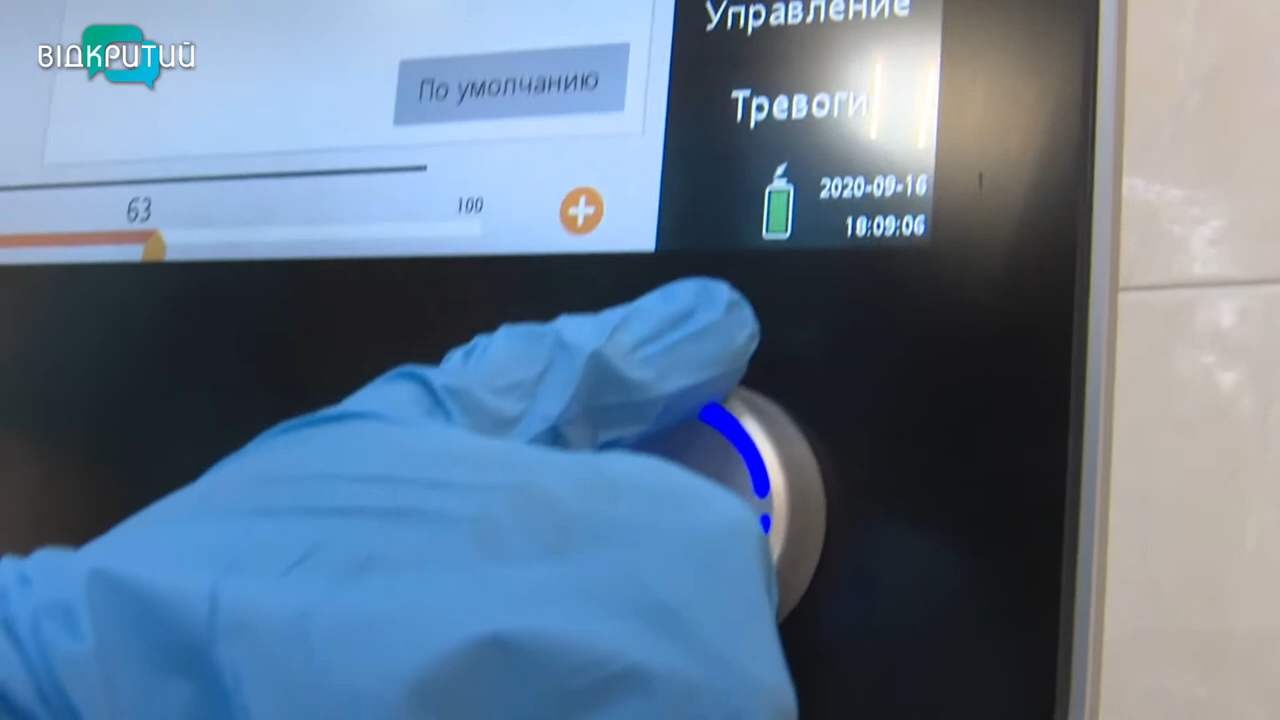 ВІДКРИТИЙ
Управление
По умолчанию
Тревоги
2020-09-16
18:09:06
63
100